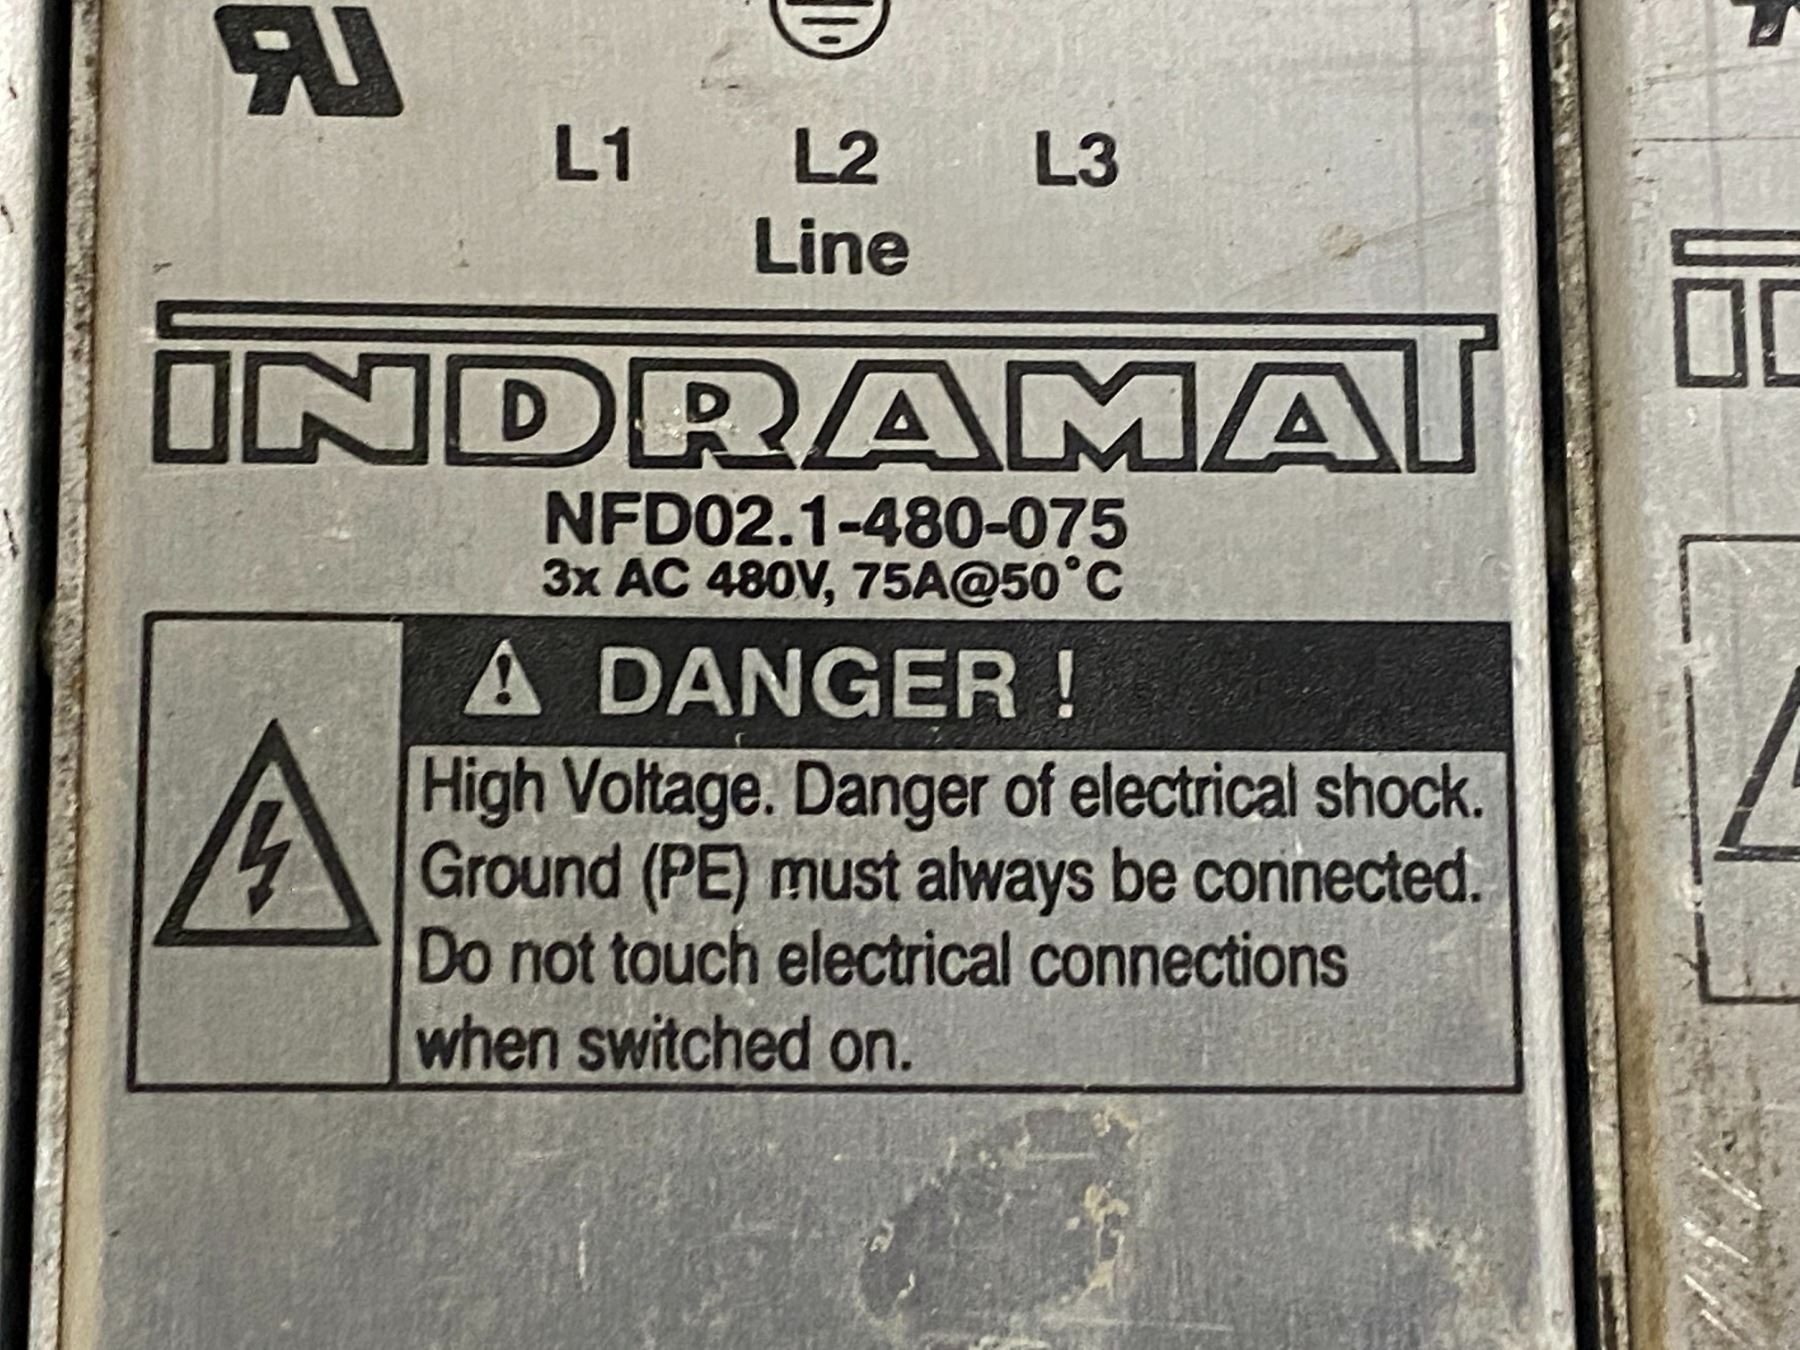 L1 L2 L3
Line
INDRAMAT
NFD02.1-480-075
3x AC 480V, 75A@50°C
DANGER !
High Voltage. Danger of electrical shock.
Ground (PE) must always be connected.
Do not touch electrical connections
when switched on.